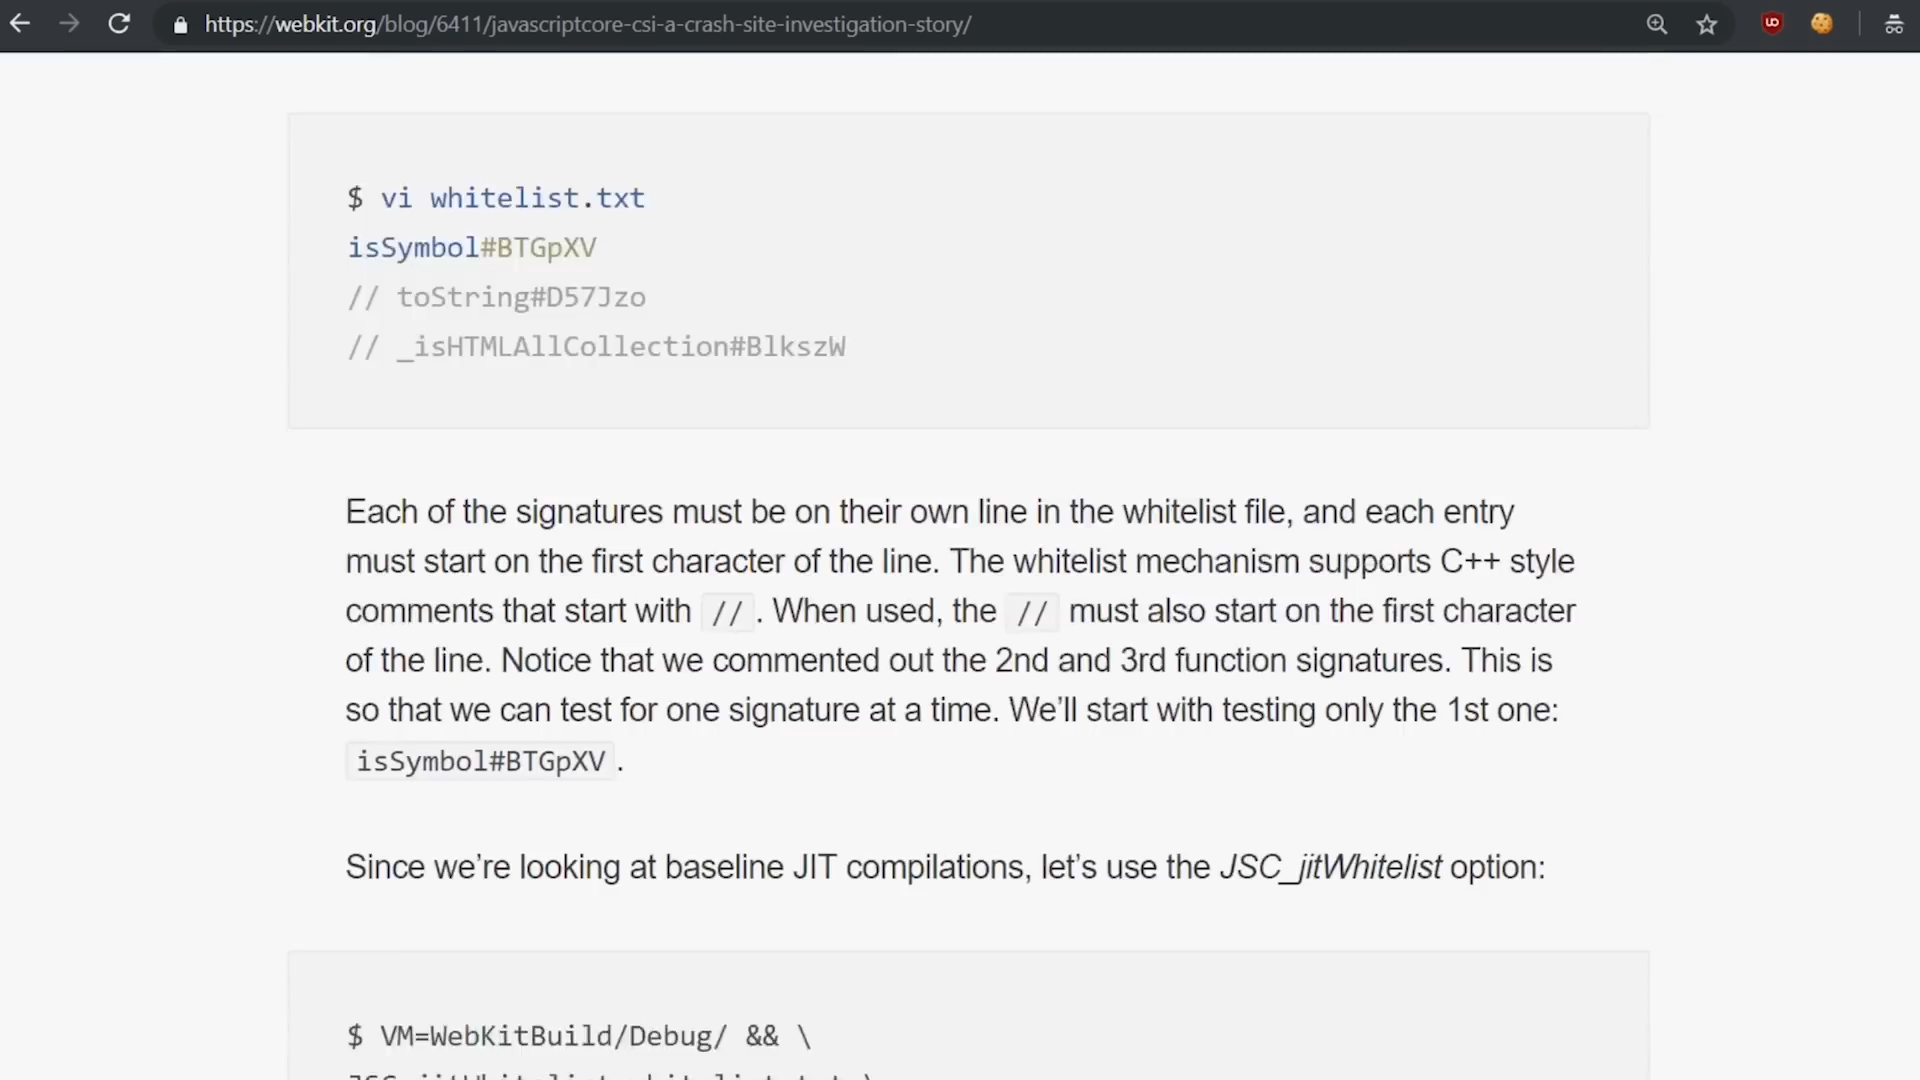 https://webkit.org/blog/6411/javascriptcore-csi-a-crash-site-investigation-story/
$ vi whitelist.txt
isSymbol#BTGpXV
// toString#D57Jzo
// _isHTMLAllCollection#BlkszW
Each of the signatures must be on their own line in the whitelist file, and each entry
must start on the first character of the line. The whitelist mechanism supports C++ style
comments that start with // . When used, the // must also start on the first character
of the line. Notice that we commented out the 2nd and 3rd function signatures. This is
so that we can test for one signature at a time. We’ll start with testing only the 1st one:
isSymbol#BTGpXV .
Since we’re looking at baseline JIT compilations, let’s use the JSC_jitWhitelist option:
$ VM=WebKitBuild/Debug/ && \